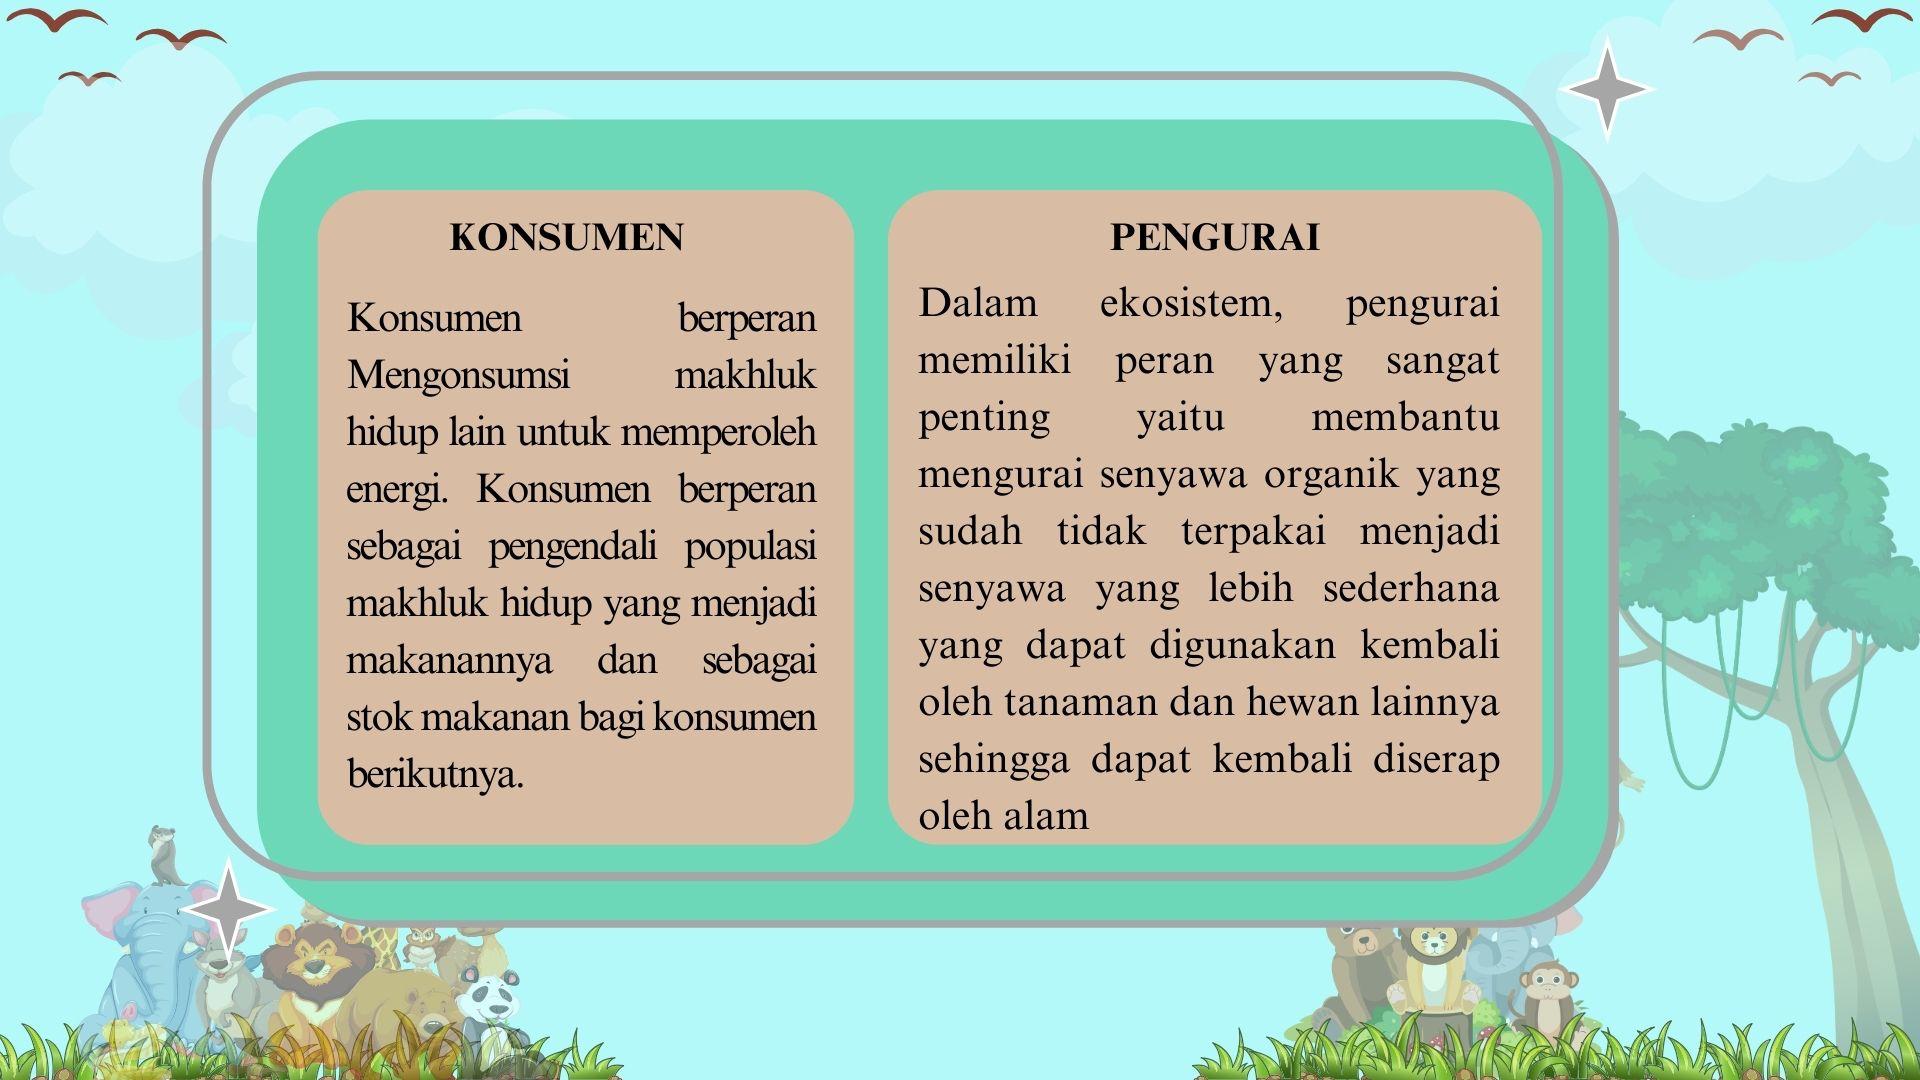 KONSUMEN
Konsumen berperan
Mengonsumsi makhluk
hidup lain untuk memperoleh
energi. Konsumen berperan
sebagai pengendali populasi
makhluk hidup yang menjadi
makanannya dan sebagai
stok makanan bagi konsumen
berikutnya.
PENGURAI
Dalam ekosistem, pengurai
memiliki peran yang sangat
penting yaitu membantu
mengurai senyawa organik yang
sudah tidak terpakai menjadi
senyawa yang lebih sederhana
yang dapat digunakan kembali
oleh tanaman dan hewan lainnya
sehingga dapat kembali diserap
oleh alam